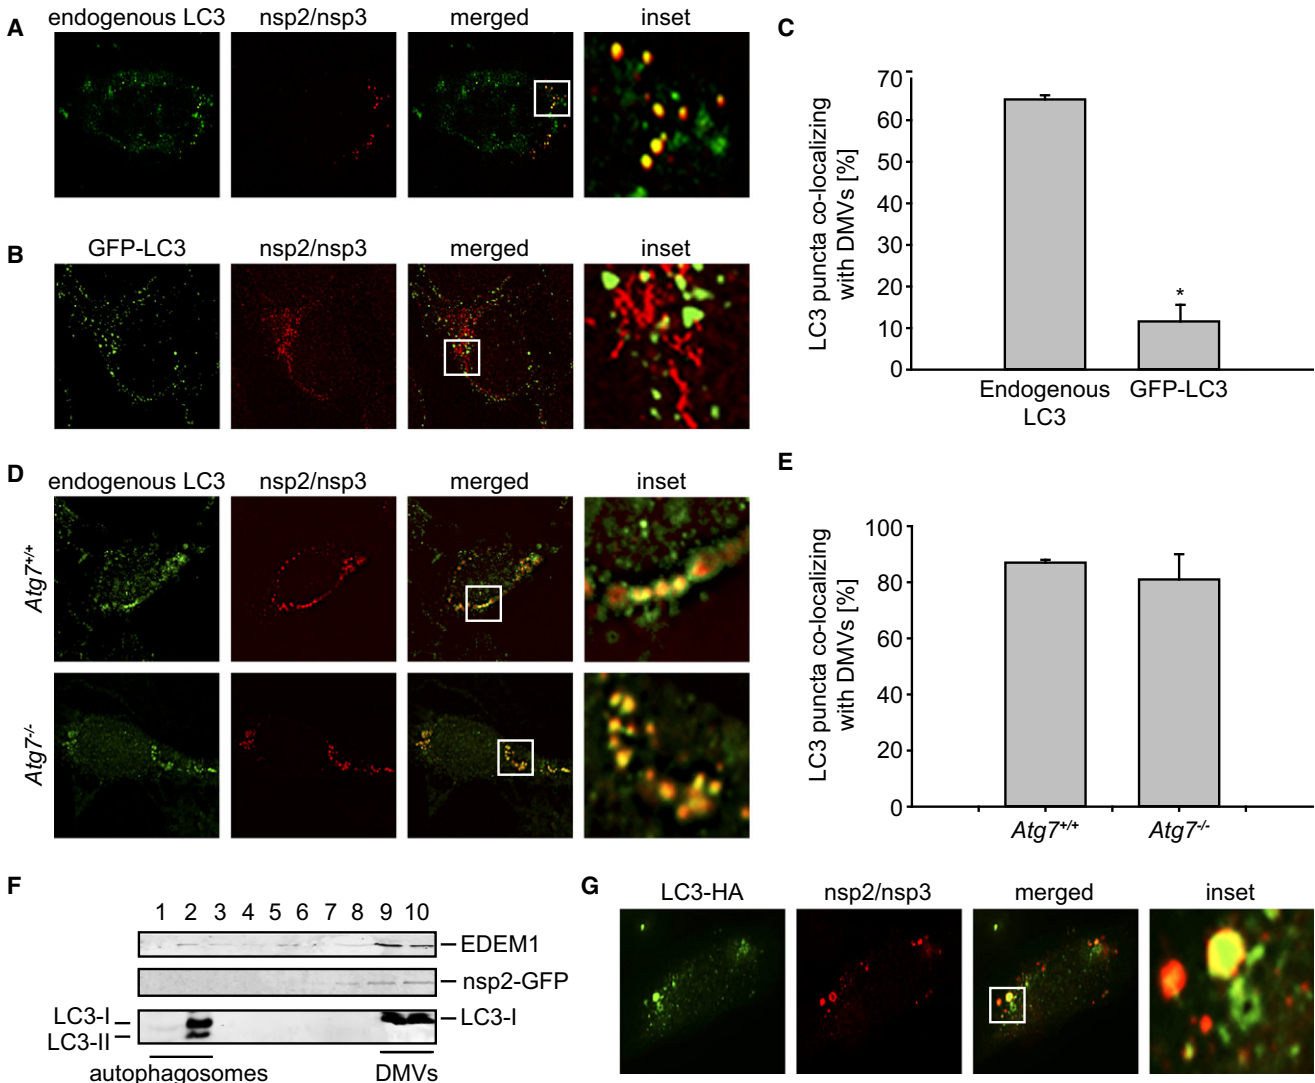 A
endogenous LC3 nsp2/nsp3 merged inset
B
GFP-LC3 nsp2/nsp3 merged inset
C
LC3 puncta co-localizing
with DMVs [%]
70
60
50
40
30
20
10
0
*
Endogenous
LC3
GFP-LC3
D
endogenous LC3 nsp2/nsp3 merged inset
Atg7+/+
Atg7-/-
E
LC3 puncta co-localizing
with DMVs [%]
100
80
60
40
20
0
Atg7+/+ Atg7-/-
F
1 2 3 4 5 6 7 8 9 10
EDEM1
nsp2-GFP
LC3-I
LC3-II
LC3-I
autophagosomes DMVs
G
LC3-HA nsp2/nsp3 merged inset